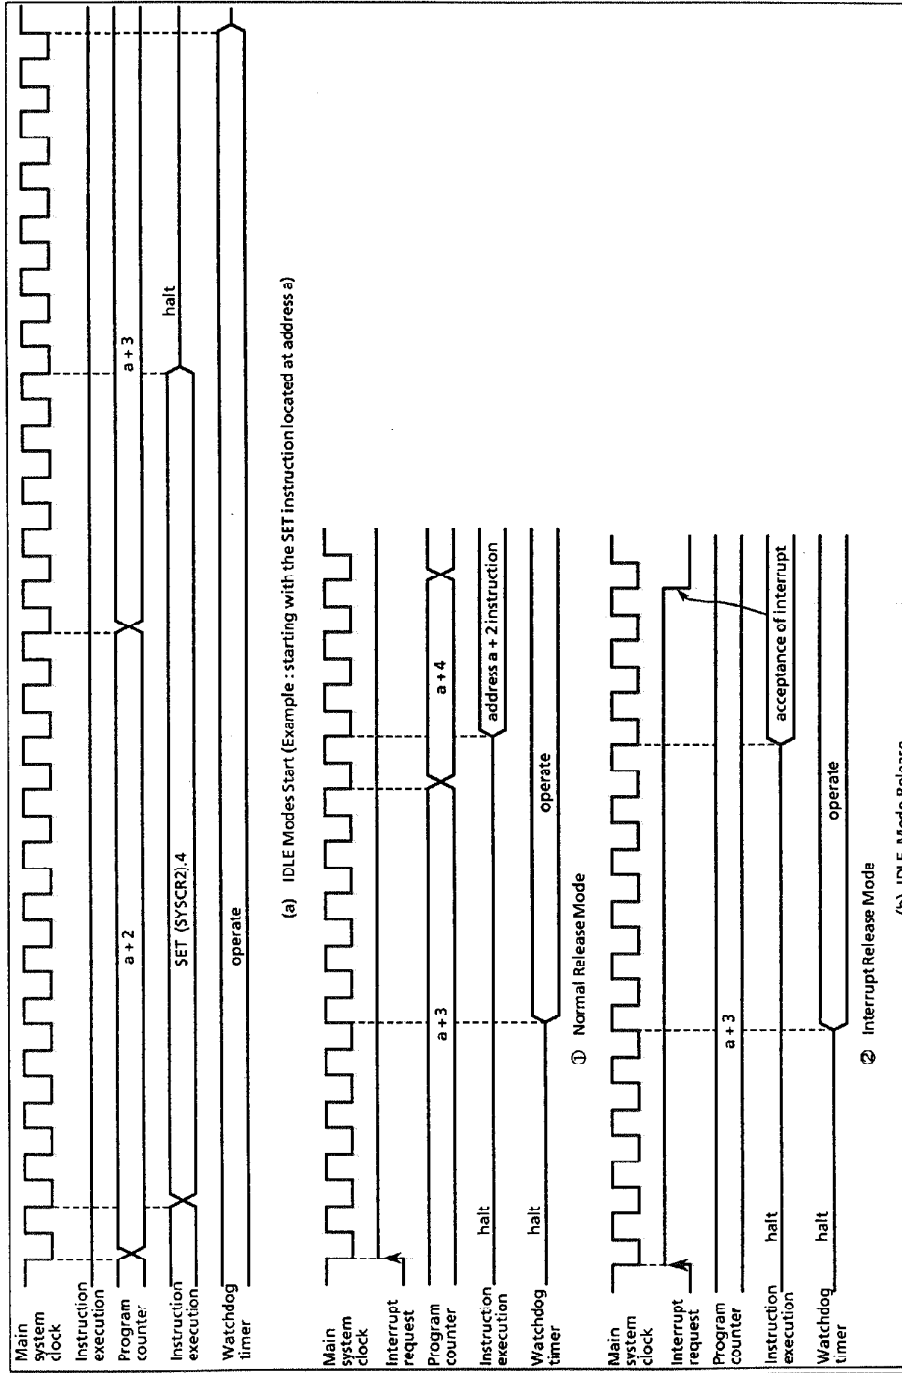 Main
system
clock
Instruction
execution
Program
counter
a + 2
a + 3
Instruction
execution
SET (SYSCR2).4
halt
Watchdog
timer
operate
(a) IDLE Modes Start (Example : starting with the SET instruction located at address a)
Main
system
clock
Interrupt
request
Program
counter
a + 3
a + 4
Instruction
execution
halt
address a + 2 instruction
Watchdog
timer
halt
operate
① Normal Release Mode
Main
system
clock
Interrupt
request
Program
counter
a + 3
Instruction
execution
halt
acceptance of interrupt
Watchdog
timer
halt
operate
② Interrupt Release Mode
(b) IDLE Mode Release